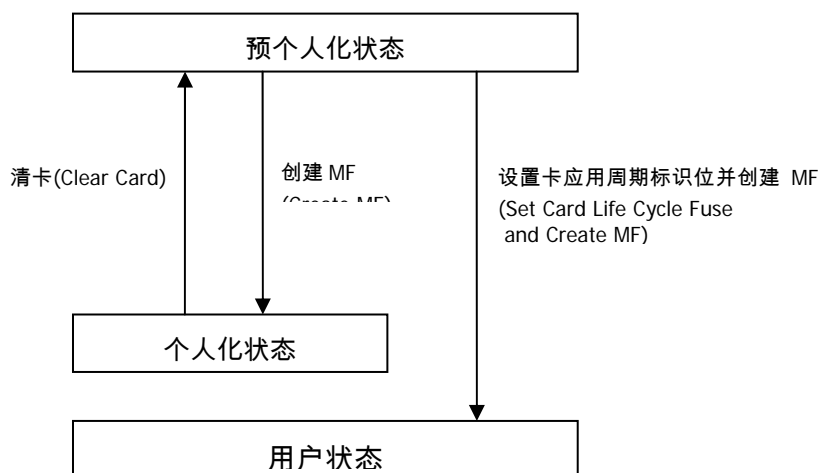 预个人化状态
清卡(Clear Card)
创建 MF
(Create MF)
设置卡应用周期标识位并创建 MF
(Set Card Life Cycle Fuse
and Create MF)
个人化状态
用户状态